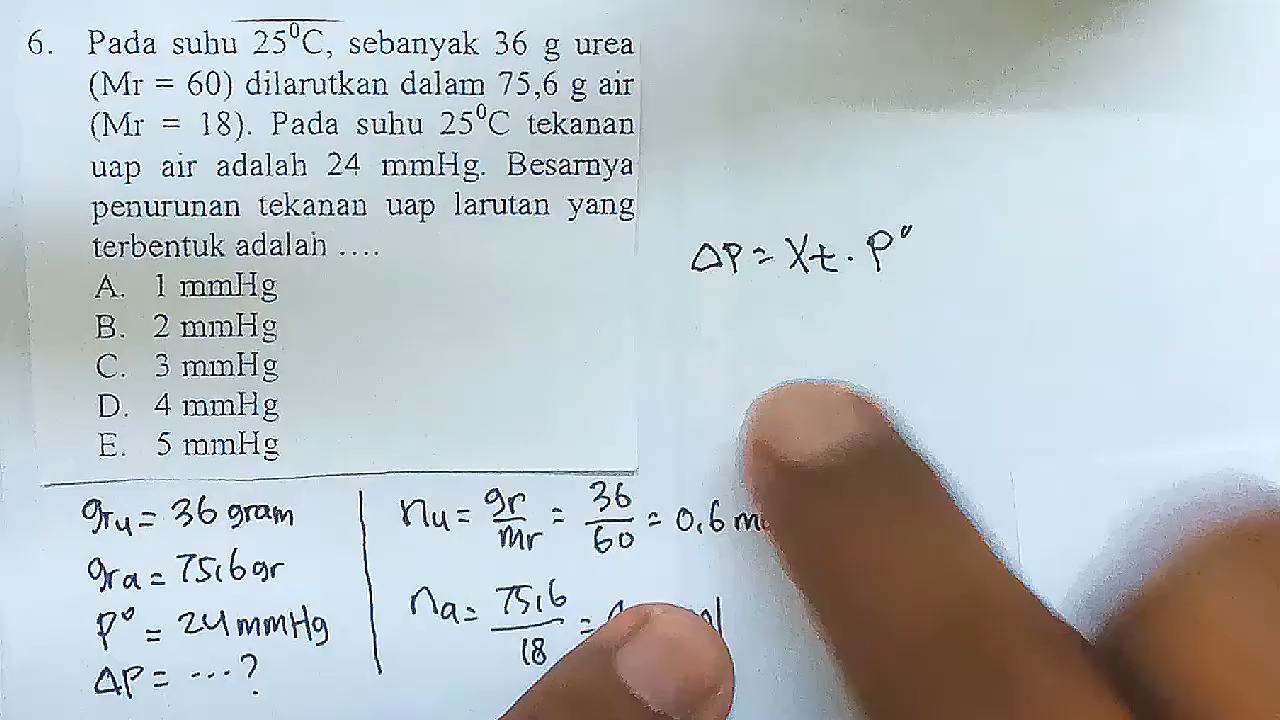 6. Pada suhu 25⁰C, sebanyak 36 g urea
(Mr = 60) dilarutkan dalam 75,6 g air
(Mr = 18). Pada suhu 25⁰C tekanan
uap air adalah 24 mmHg. Besarnya
penurunan tekanan uap larutan yang
terbentuk adalah ....
A. 1 mmHg
B. 2 mmHg
C. 3 mmHg
D. 4 mmHg
E. 5 mmHg
ΔP = Xt . P°
gru = 36 gram
gra = 75,6 gr
P° = 24 mmHg
ΔP = ...?
nu = gr/mr = 36/60 = 0,6
na = 75,6/18 =